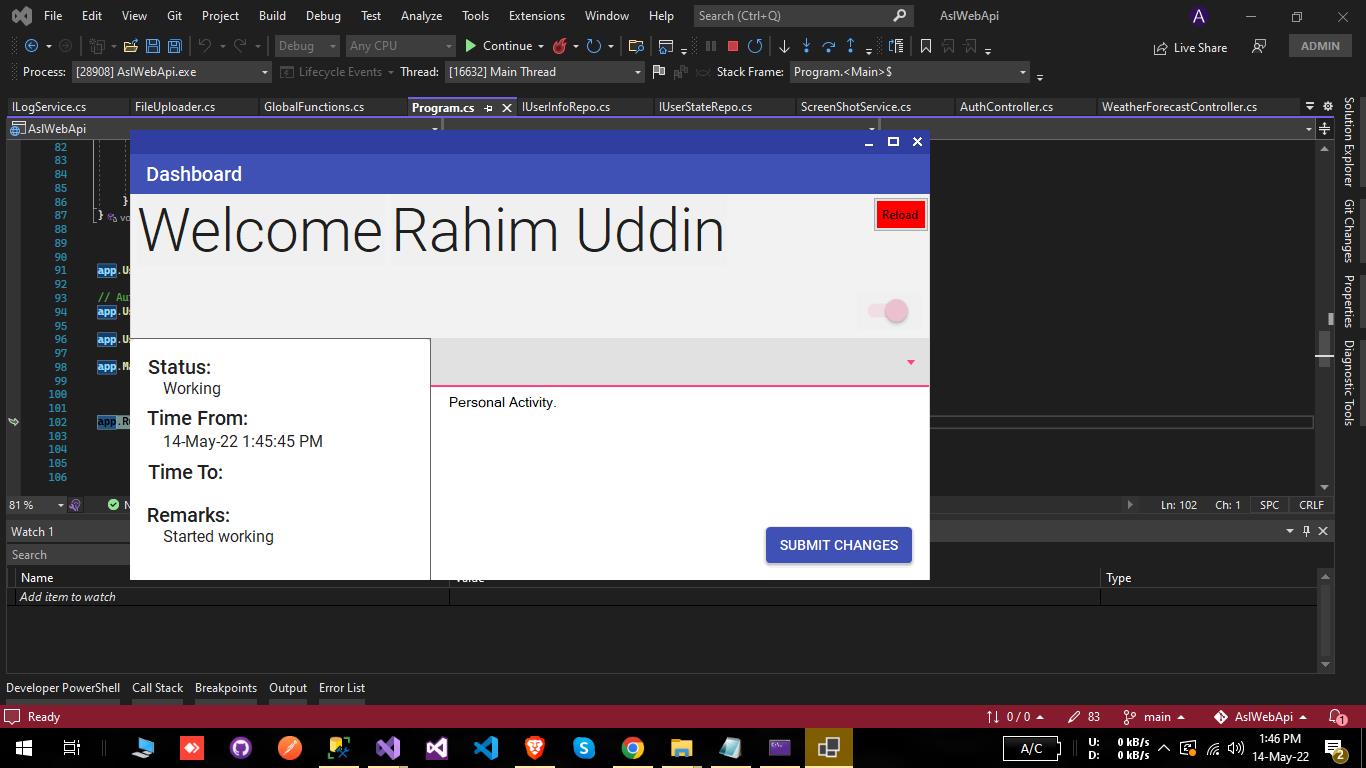 File Edit View Git Project Build Debug Test Analyze Tools Extensions Window Help Search (Ctrl+Q) AslWebApi A
Debug Any CPU Continue Live Share ADMIN
Process: [28908] AslWebApi.exe Lifecycle Events Thread: [16632] Main Thread Stack Frame: Program.<Main>$
ILogService.cs FileUploader.cs GlobalFunctions.cs Program.cs IUserInfoRepo.cs IUserStateRepo.cs ScreenShotService.cs AuthController.cs WeatherForecastController.cs
AslWebApi
Solution Explorer
Git Changes
Properties
Diagnostic Tools
82
83
84
85
86 }
87 }
88
89
90
91 app.U
92
93 // Au
94 app.U
95
96 app.U
97
98 app.M
99
100
101
102 app.R
103
104
105
106
Dashboard
Welcome Rahim Uddin
Reload
Status:
Working
Time From:
14-May-22 1:45:45 PM
Time To:
Remarks:
Started working
Personal Activity.
SUBMIT CHANGES
81 % N Ln: 102 Ch: 1 SPC CRLF
Watch 1
Search
Name Value Type
Add item to watch
Developer PowerShell Call Stack Breakpoints Output Error List
Ready 0 / 0 83 main AslWebApi 1
A/C U: 0 kB/s 1:46 PM
D: 0 kB/s 14-May-22 2